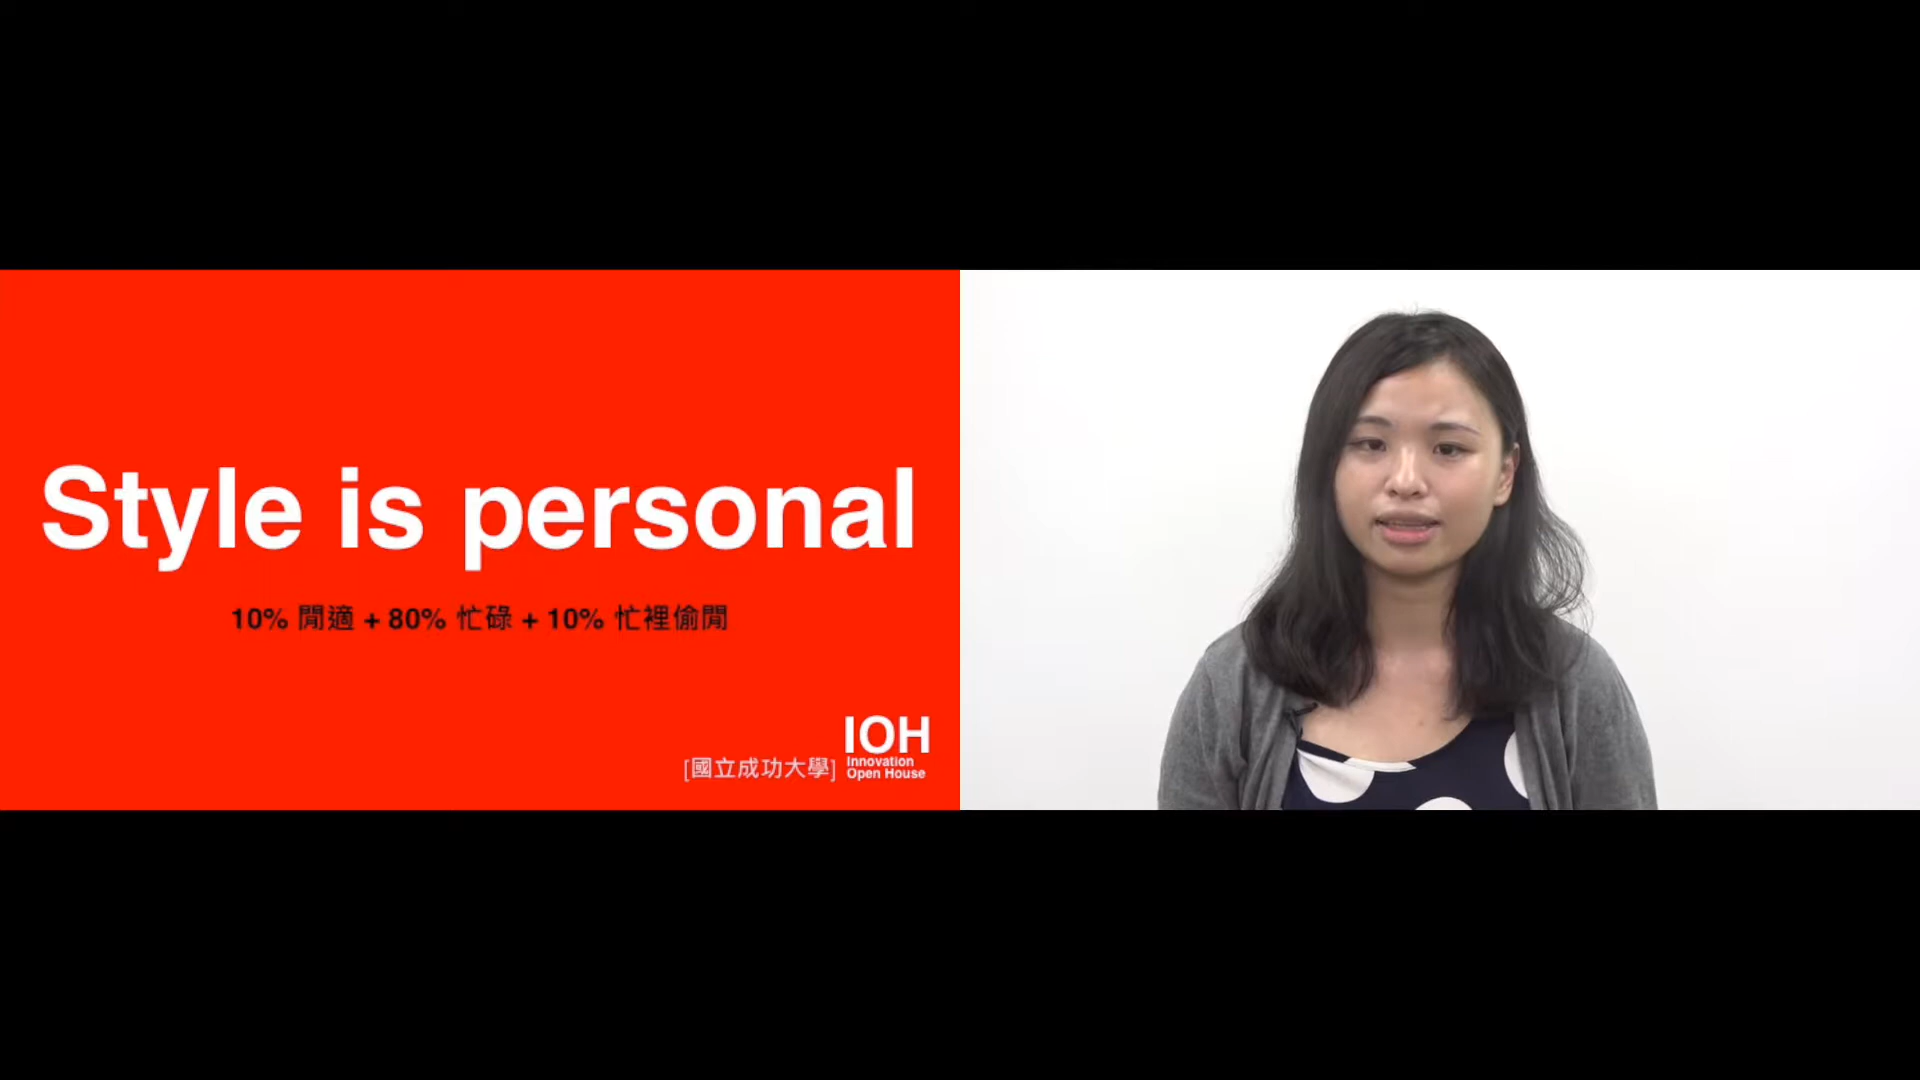 Style is personal
10% 閒適 + 80% 忙碌 + 10% 忙裡偷閒
IOH
[國立成功大學]
Innovation
Open House